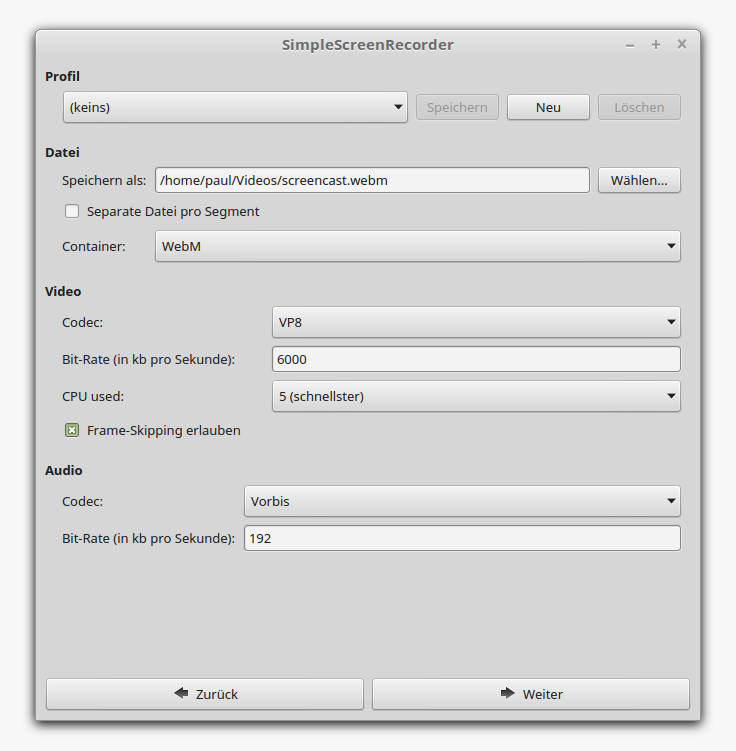 SimpleScreenRecorder
Profil
(keins) Speichern Neu Löschen
Datei
Speichern als: /home/paul/Videos/screencast.webm Wählen...
Separate Datei pro Segment
Container: WebM
Video
Codec: VP8
Bit-Rate (in kb pro Sekunde): 6000
CPU used: 5 (schnellster)
Frame-Skipping erlauben
Audio
Codec: Vorbis
Bit-Rate (in kb pro Sekunde): 192
Zurück Weiter